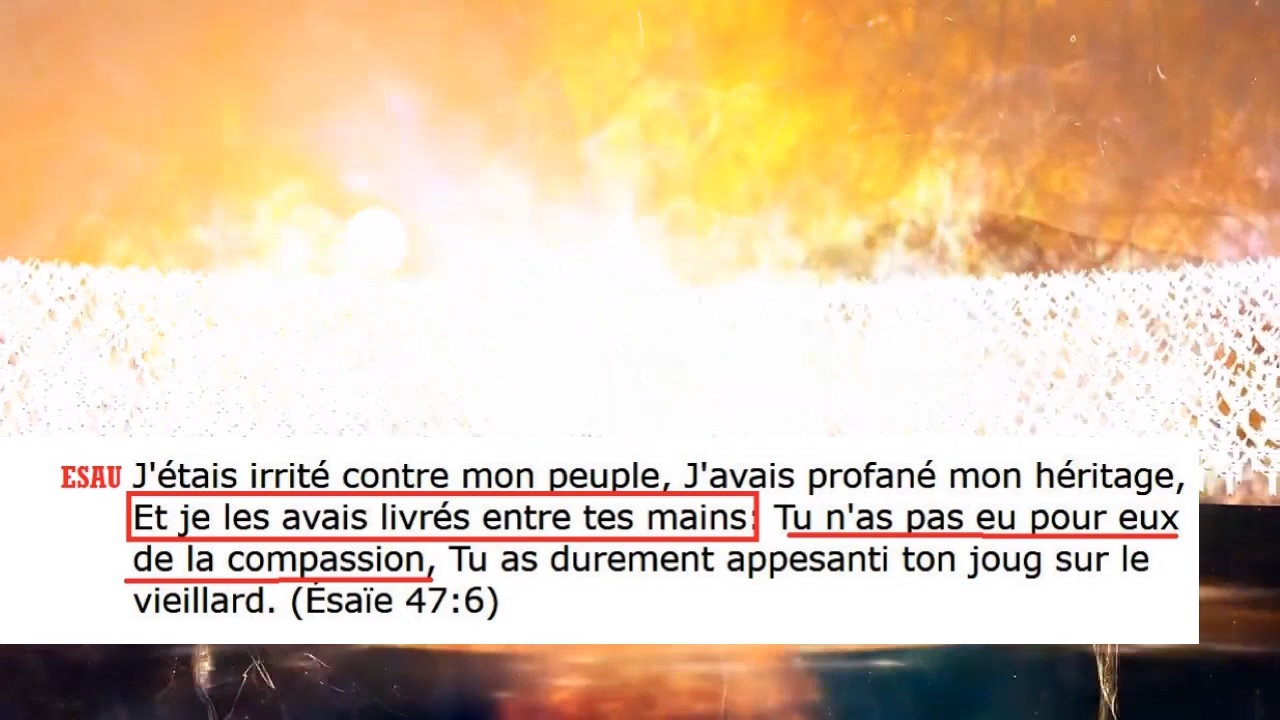 ESAU J'étais irrité contre mon peuple, J'avais profané mon héritage,
Et je les avais livrés entre tes mains: Tu n'as pas eu pour eux
de la compassion, Tu as durement appesanti ton joug sur le
vieillard. (Ésaïe 47:6)